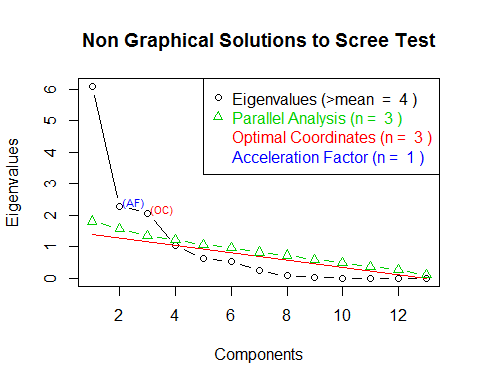 Non Graphical Solutions to Scree Test
Eigenvalues (>mean  =  4 )
Parallel Analysis (n =  3 )
Optimal Coordinates (n =  3 )
Acceleration Factor (n =  1 )
Eigenvalues
6
5
4
3
2
1
0
(AF)
(OC)
2 4 6 8 10 12
Components